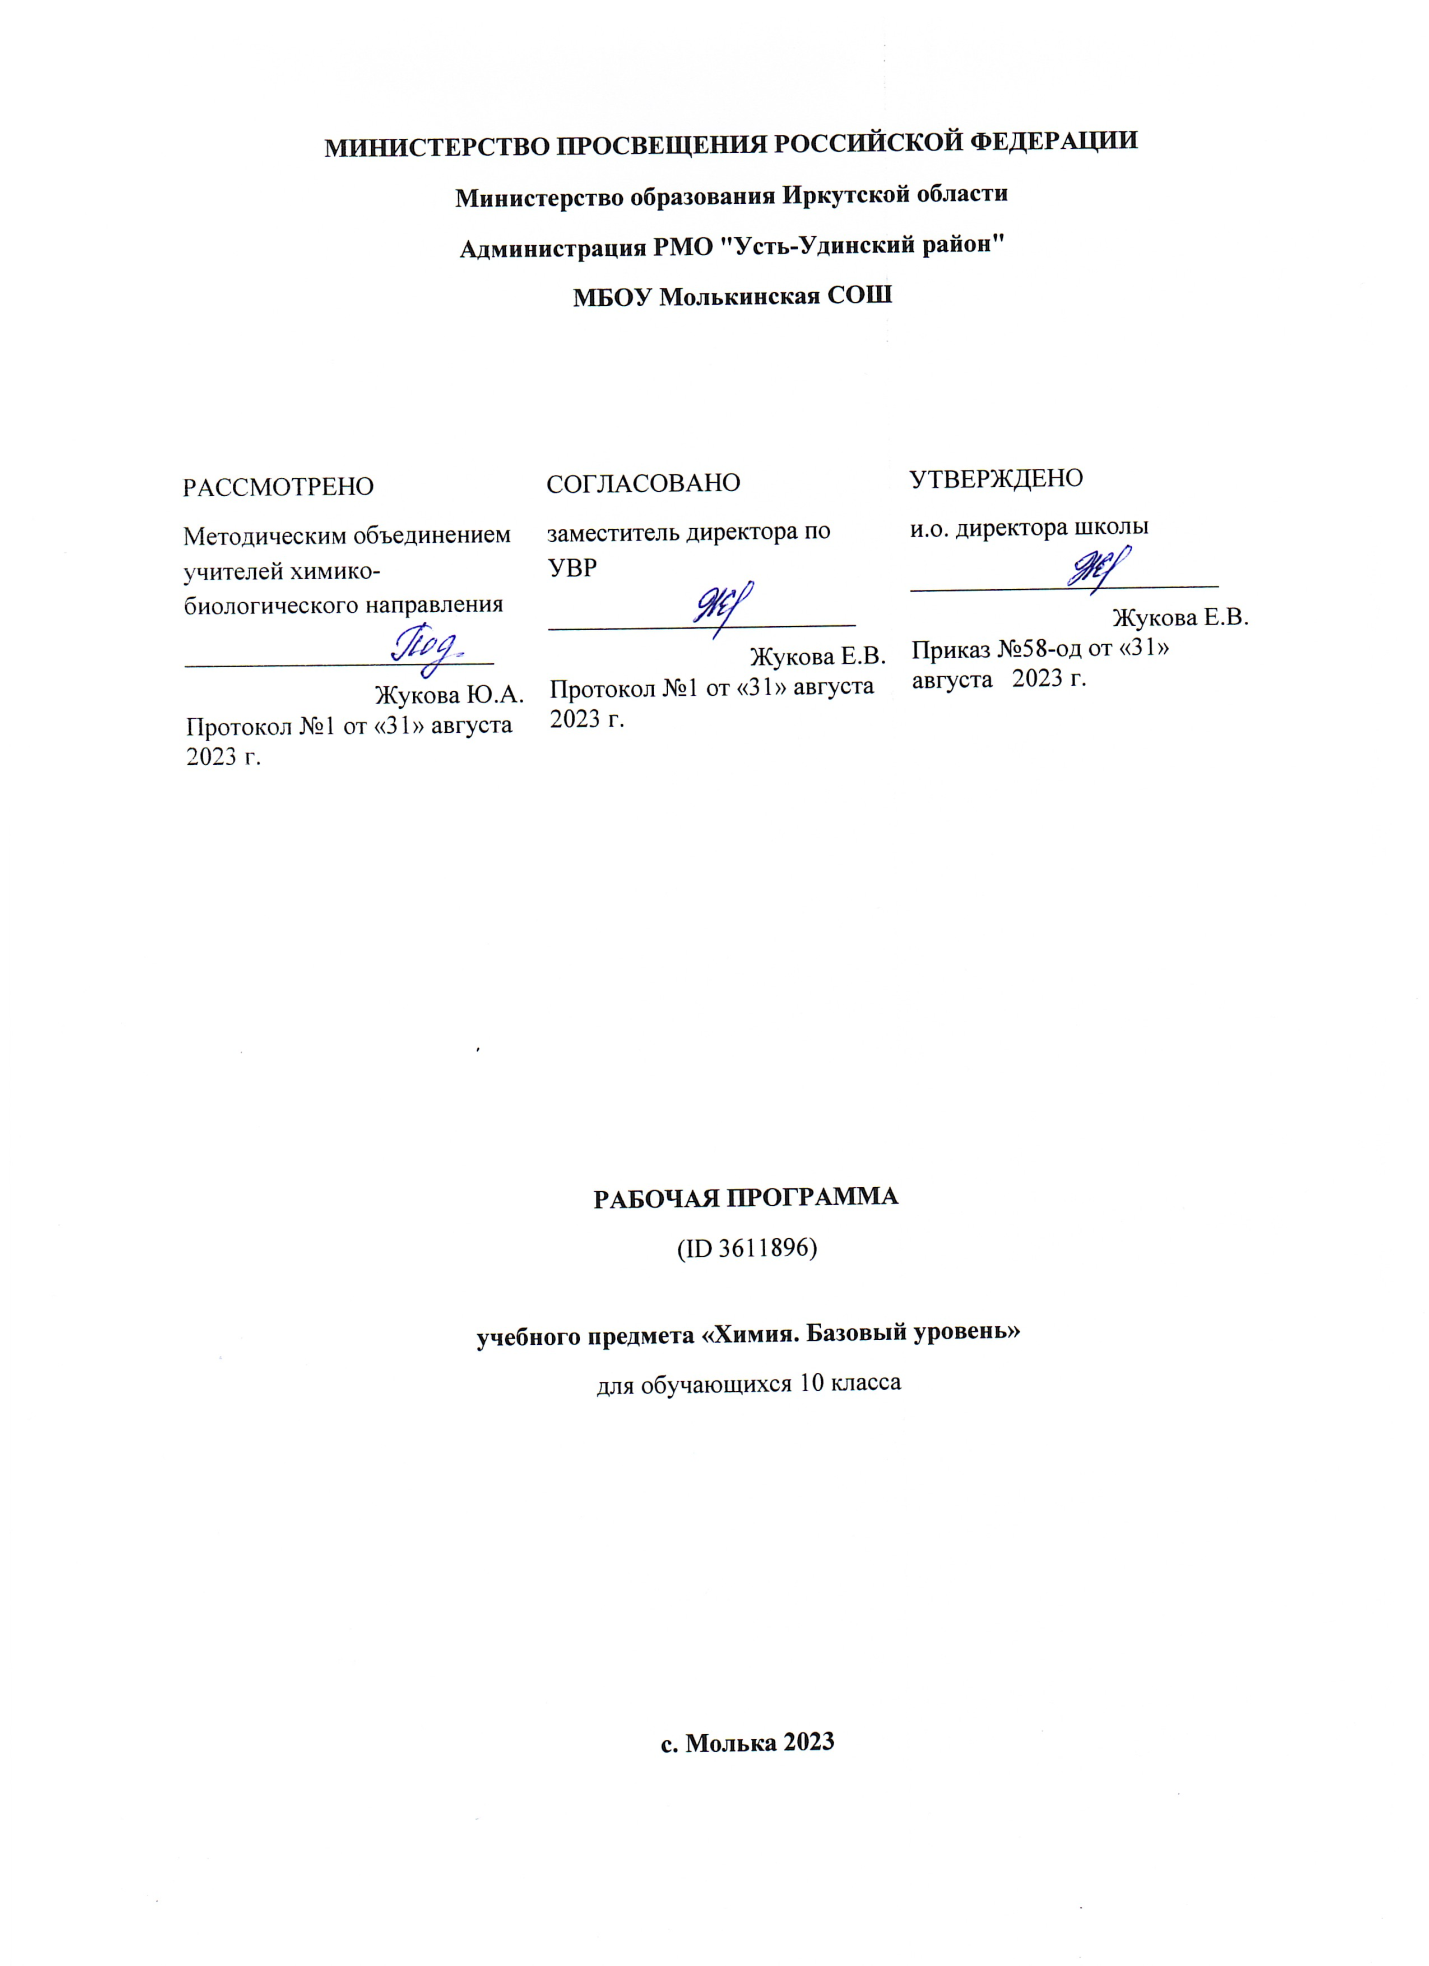 МИНИСТЕРСТВО ПРОСВЕЩЕНИЯ РОССИЙСКОЙ ФЕДЕРАЦИИ
Министерство образования Иркутской области
Администрация РМО "Усть-Удинский район"
МБОУ Молькинская СОШ
РАССМОТРЕНО
Методическим объединением
учителей химико-
биологического направления
Жукова Ю.А.
Протокол №1 от «31» августа
2023 г.
СОГЛАСОВАНО
заместитель директора по
УВР
Жукова Е.В.
Протокол №1 от «31» августа
2023 г.
УТВЕРЖДЕНО
и.о. директора школы
Жукова Е.В.
Приказ №58-од от «31»
августа   2023 г.
РАБОЧАЯ ПРОГРАММА
(ID 3611896)
учебного предмета «Химия. Базовый уровень»
для обучающихся 10 класса
с. Молька 2023